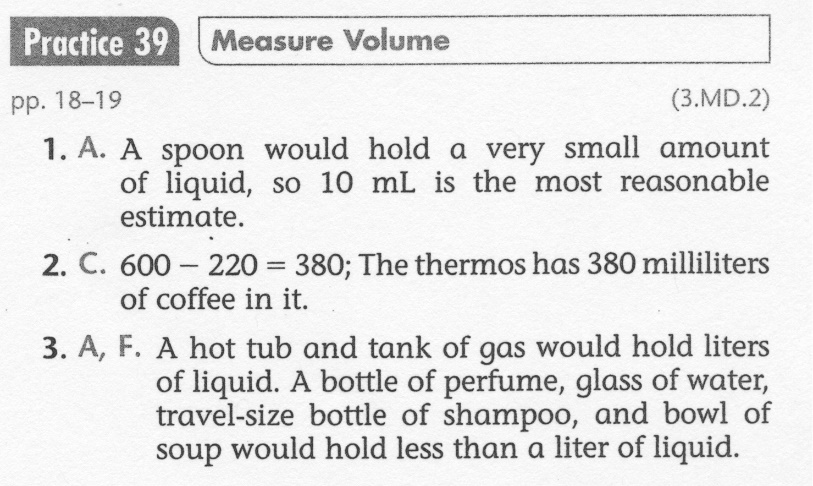 Practice 39 Measure Volume
pp. 18–19 (3.MD.2)
1. A. A spoon would hold a very small amount
of liquid, so 10 mL is the most reasonable
estimate.
2. C. 600 − 220 = 380; The thermos has 380 milliliters
of coffee in it.
3. A, F. A hot tub and tank of gas would hold liters
of liquid. A bottle of perfume, glass of water,
travel-size bottle of shampoo, and bowl of
soup would hold less than a liter of liquid.